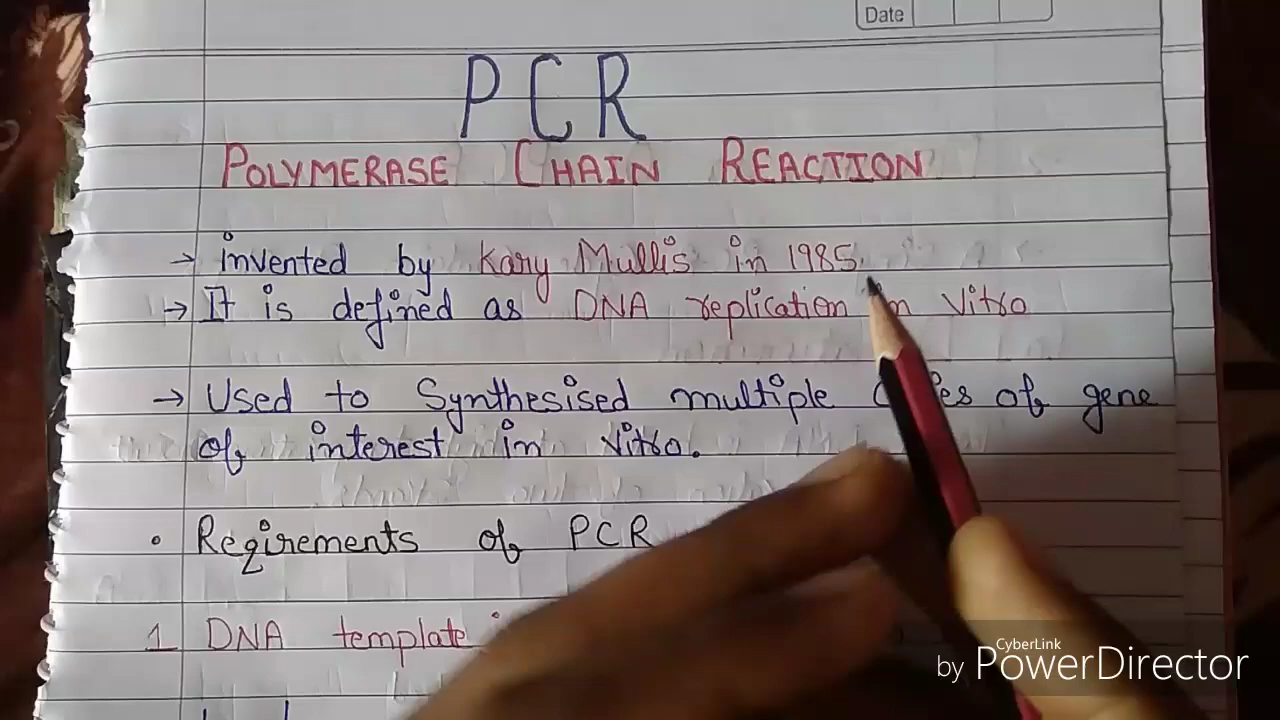 Date
PCR
POLYMERASE CHAIN REACTION
→ invented by Kary Mullis in 1985.
→ It is defined as DNA replication in vitro
→ Used to Synthesised multiple of gene
of interest in vitro.
• Reqirements of PCR
1 DNA template
CyberLink
by PowerDirector